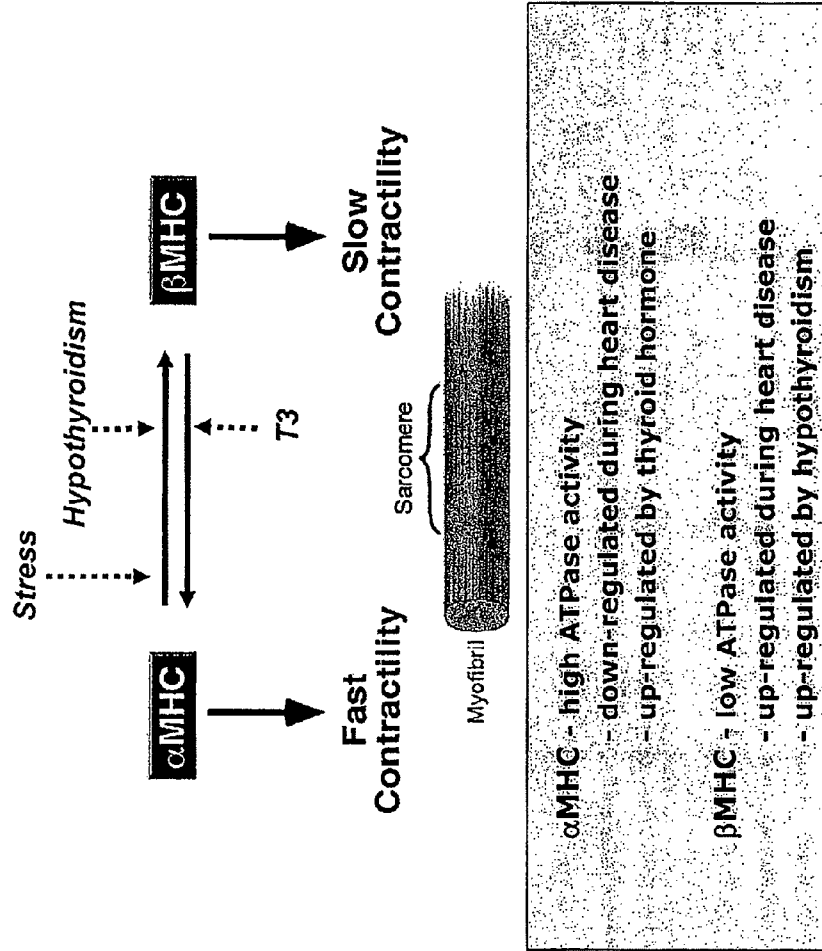 Stress
Hypothyroidism
αMHC
βMHC
T3
Fast
Contractility
Slow
Contractility
Sarcomere
Myofibril
αMHC - high ATPase activity
- down-regulated during heart disease
- up-regulated by thyroid hormone
βMHC - low ATPase activity
- up-regulated during heart disease
- up-regulated by hypothyroidism